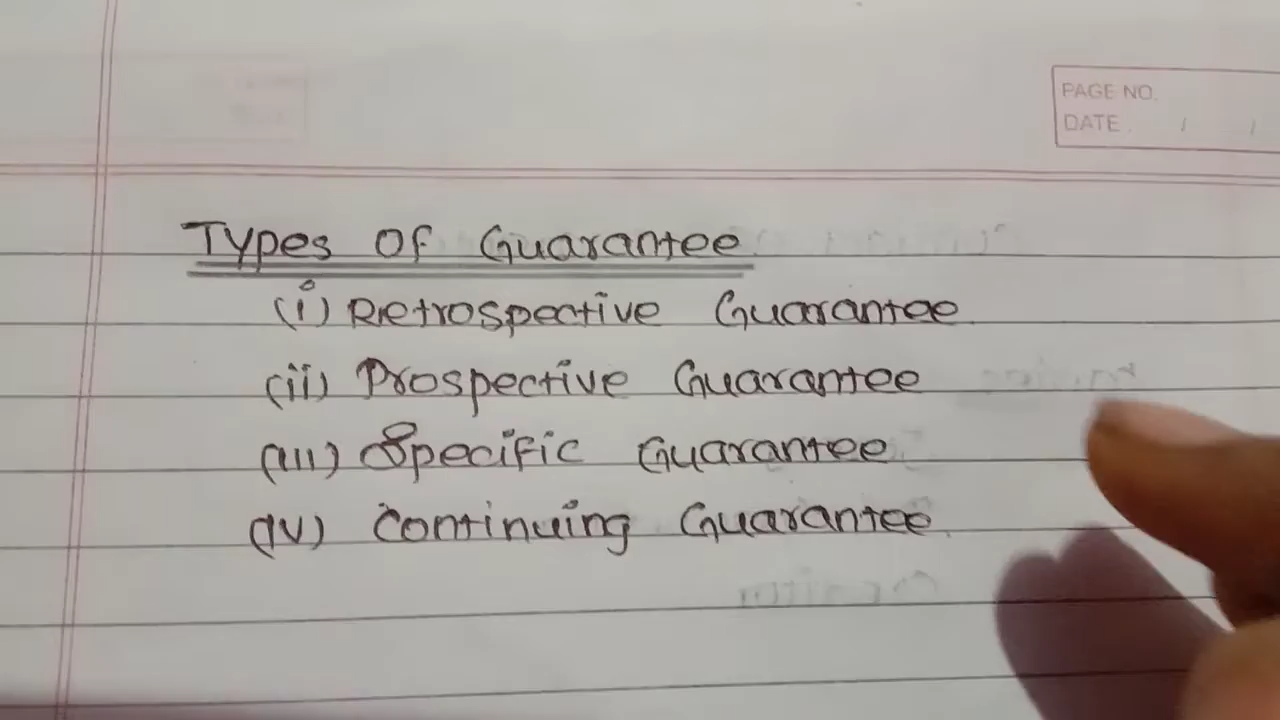 PAGE NO.
DATE / /
Types Of Guarantee
(i) Retrospective Guarantee
(ii) Prospective Guarantee
(III) Specific Guarantee
(IV) Continuing Guarantee